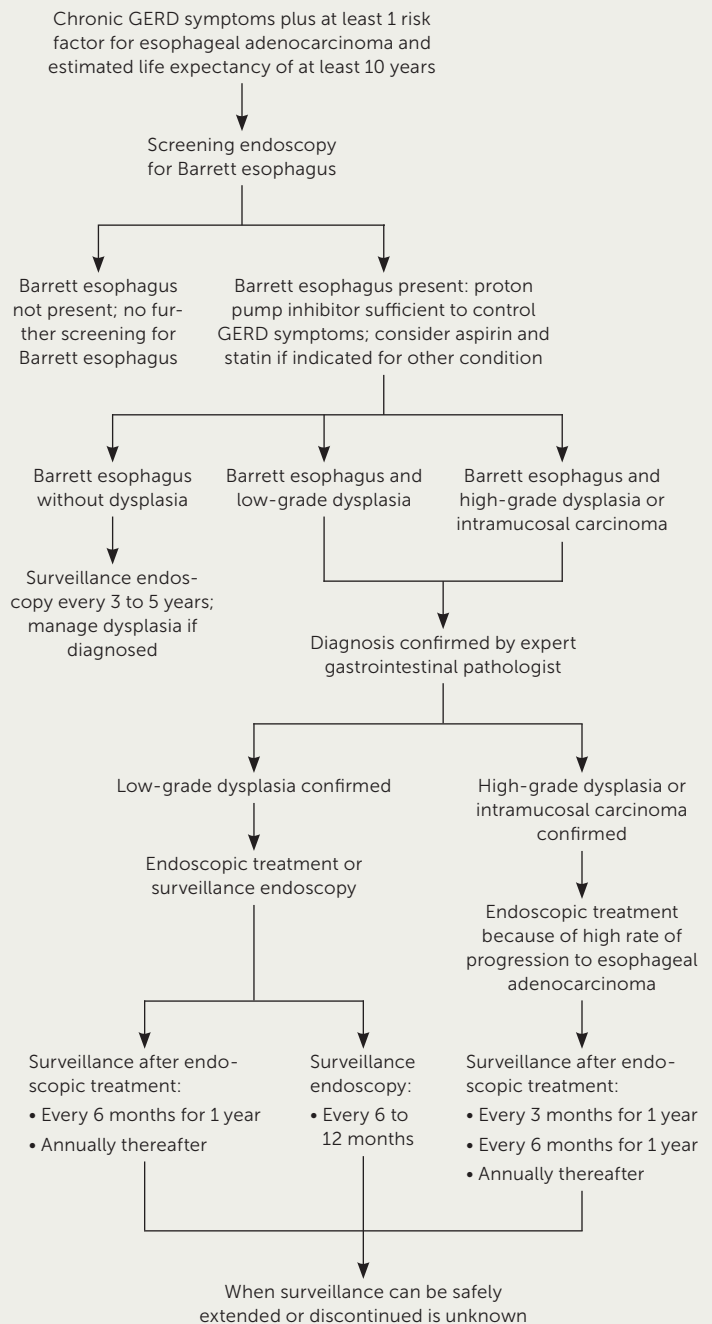 Chronic GERD symptoms plus at least 1 risk
factor for esophageal adenocarcinoma and
estimated life expectancy of at least 10 years
Screening endoscopy
for Barrett esophagus
Barrett esophagus
not present; no fur-
ther screening for
Barrett esophagus
Barrett esophagus present: proton
pump inhibitor sufficient to control
GERD symptoms; consider aspirin and
statin if indicated for other condition
Barrett esophagus
without dysplasia
Barrett esophagus and
low-grade dysplasia
Barrett esophagus and
high-grade dysplasia or
intramucosal carcinoma
Surveillance endos-
copy every 3 to 5 years;
manage dysplasia if
diagnosed
Diagnosis confirmed by expert
gastrointestinal pathologist
Low-grade dysplasia confirmed
High-grade dysplasia or
intramucosal carcinoma
confirmed
Endoscopic treatment or
surveillance endoscopy
Endoscopic treatment
because of high rate of
progression to esophageal
adenocarcinoma
Surveillance after endo-
scopic treatment:
• Every 6 months for 1 year
• Annually thereafter
Surveillance
endoscopy:
• Every 6 to
12 months
Surveillance after endo-
scopic treatment:
• Every 3 months for 1 year
• Every 6 months for 1 year
• Annually thereafter
When surveillance can be safely
extended or discontinued is unknown